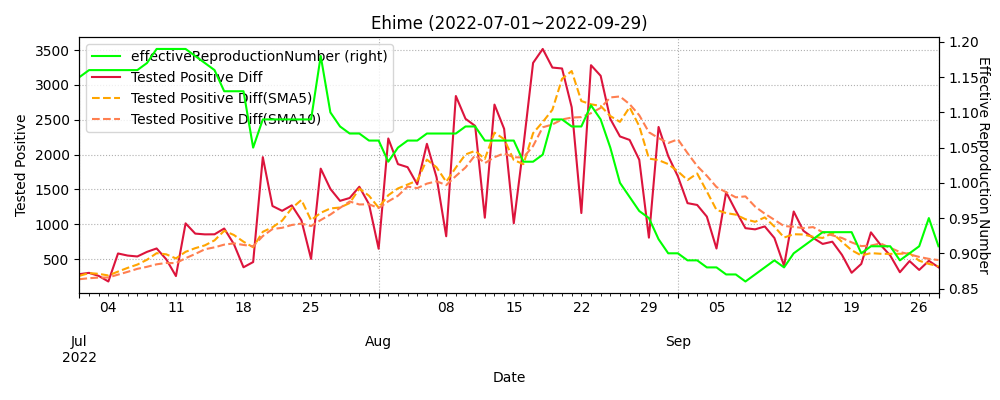 Ehime (2022-07-01~2022-09-29)
effectiveReproductionNumber (right)
Tested Positive Diff
Tested Positive Diff(SMA5)
Tested Positive Diff(SMA10)
Tested Positive
3500
3000
2500
2000
1500
1000
500
Effective Reproduction Number
1.20
1.15
1.10
1.05
1.00
0.95
0.90
0.85
04 11 18 25 08 15 22 29 05 12 19 26
Jul Aug Sep
2022
Date